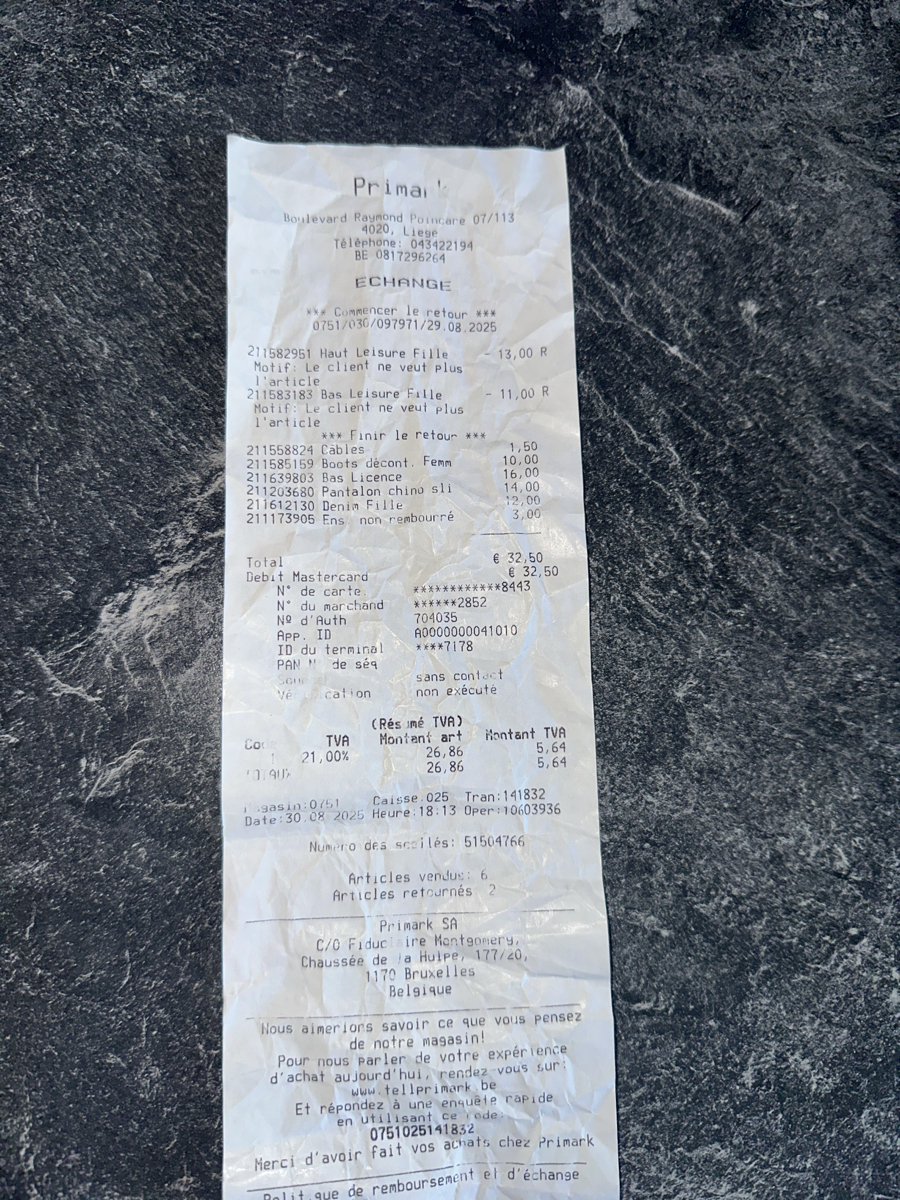 Boulevard Raymond Poincare 07/113
4020, Liege
Téléphone: 043422194
BE 0817296264
ECHANGE
*** Commencer le retour ***
0751/030/097971/29.08.2025
211582951 Haut Leisure Fille - 13,00 R
Motif: Le client ne veut plus
l'article
211583183 Bas Leisure Fille - 11,00 R
Motif: Le client ne veut plus
l'article
*** Finir le retour ***
211558824 Câbles 1,50
211585159 Boots décont. Femm 10,00
211639803 Bas Licence 16,00
211203680 Pantalon chino sli 14,00
211612130 Denim Fille 12,00
211173905 Ens. non rembourré 3,00
Total € 32,50
Debit Mastercard € 32,50
N° de carte ************8443
N° du marchand ******2852
Nº d'Auth 704035
App. ID A0000000041010
ID du terminal ****7178
PAN N de séq
sans contact
non exécuté
(Résumé TVA)
TVA Montant art Montant TVA
1 21,00% 26,86 5,64
26,86 5,64
Caisse:025 Tran:141832
Date:30.08.2025 Heure:18:13 Oper:10603936
Numero des scellés: 51504766
Articles vendus: 6
Articles retournés 2
Primark SA
C/O Fiduciaire Montgomery,
Chaussée de la Hulpe, 177/20,
1170 Bruxelles
Belgique
Nous aimerions savoir ce que vous pensez
de notre magasin!
Pour nous parler de votre expérience
d'achat aujourd'hui, rendez-vous sur:
www.tellprimark.be
Et répondez à une enquête rapide
en utilisant ce code:
0751025141832
Merci d'avoir fait vos achats chez Primark
Politique de remboursement et d'échange